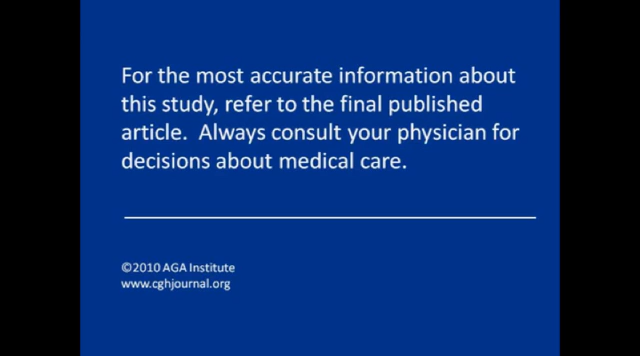 For the most accurate information about
this study, refer to the final published
article.  Always consult your physician for
decisions about medical care.
©2010 AGA Institute
www.cghjournal.org